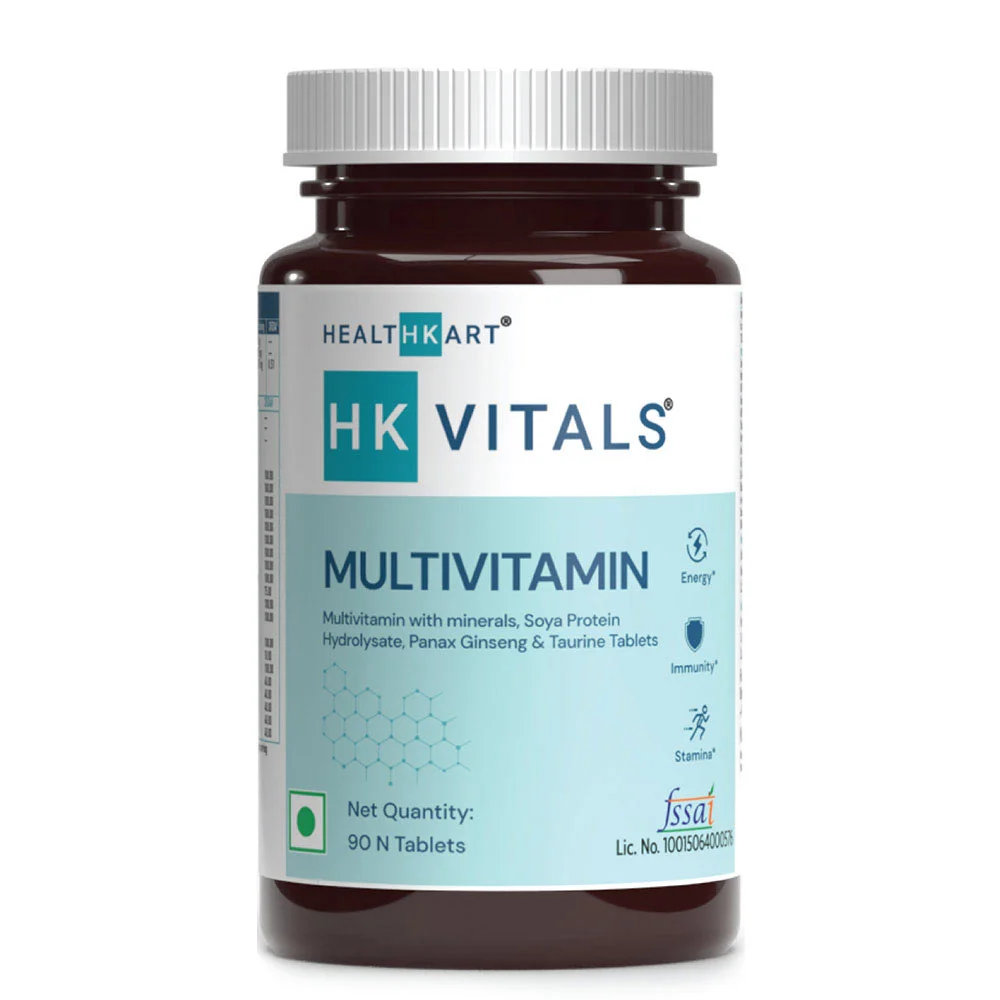 HEALTHKART®
HK VITALS®
MULTIVITAMIN
Multivitamin with minerals, Soya Protein
Hydrolysate, Panax Ginseng & Taurine Tablets
Energy*
Immunity*
Stamina*
Net Quantity:
90 N Tablets
fssai
Lic. No. 10015064000576